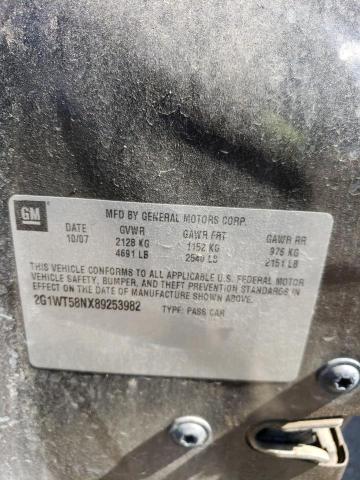 GM
MFD BY GENERAL MOTORS CORP.
DATE GVWR GAWR FRT GAWR RR
10/07 2128 KG 1152 KG 976 KG
4691 LB 2540 LB 2151 LB
THIS VEHICLE CONFORMS TO ALL APPLICABLE U.S. FEDERAL MOTOR
VEHICLE SAFETY, BUMPER, AND THEFT PREVENTION STANDARDS IN
EFFECT ON THE DATE OF MANUFACTURE SHOWN ABOVE.
2G1WT58NX89253982 TYPE: PASS CAR